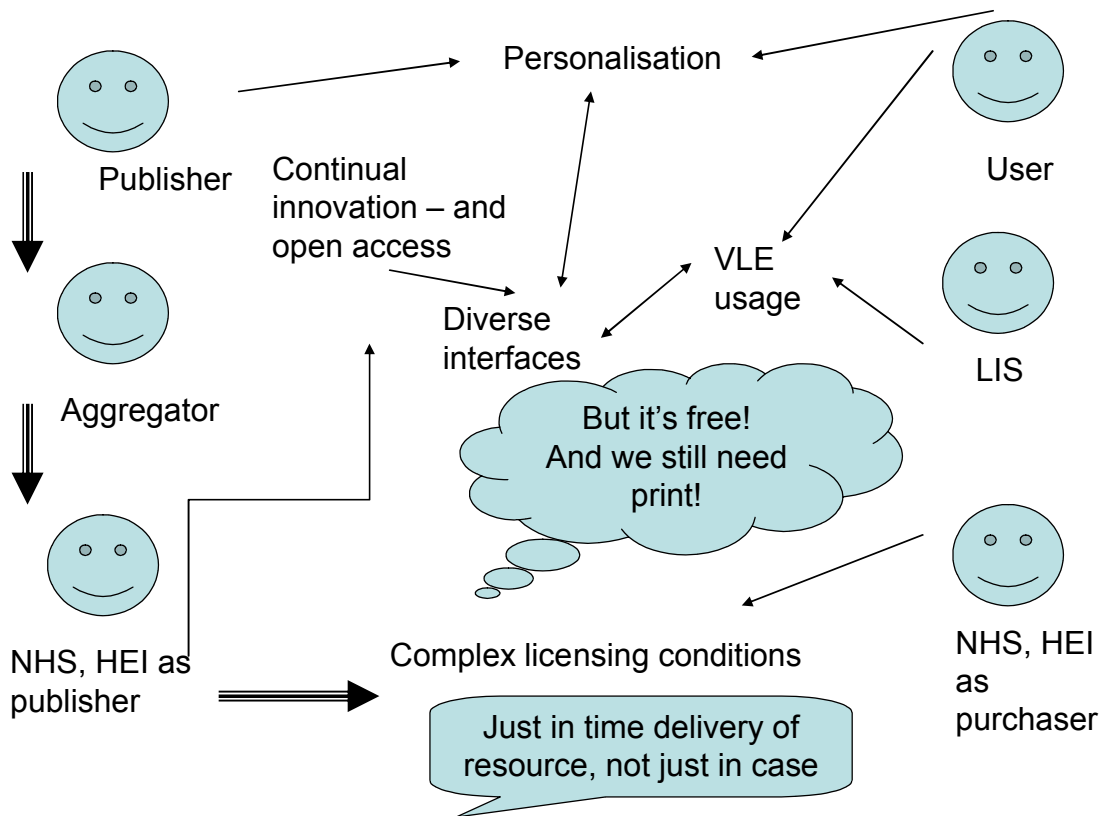 Personalisation
Publisher
Continual
innovation – and
open access
User
VLE
usage
Diverse
interfaces
LIS
Aggregator
But it’s free!
And we still need
print!
NHS, HEI as
publisher
Complex licensing conditions
NHS, HEI
as
purchaser
Just in time delivery of
resource, not just in case